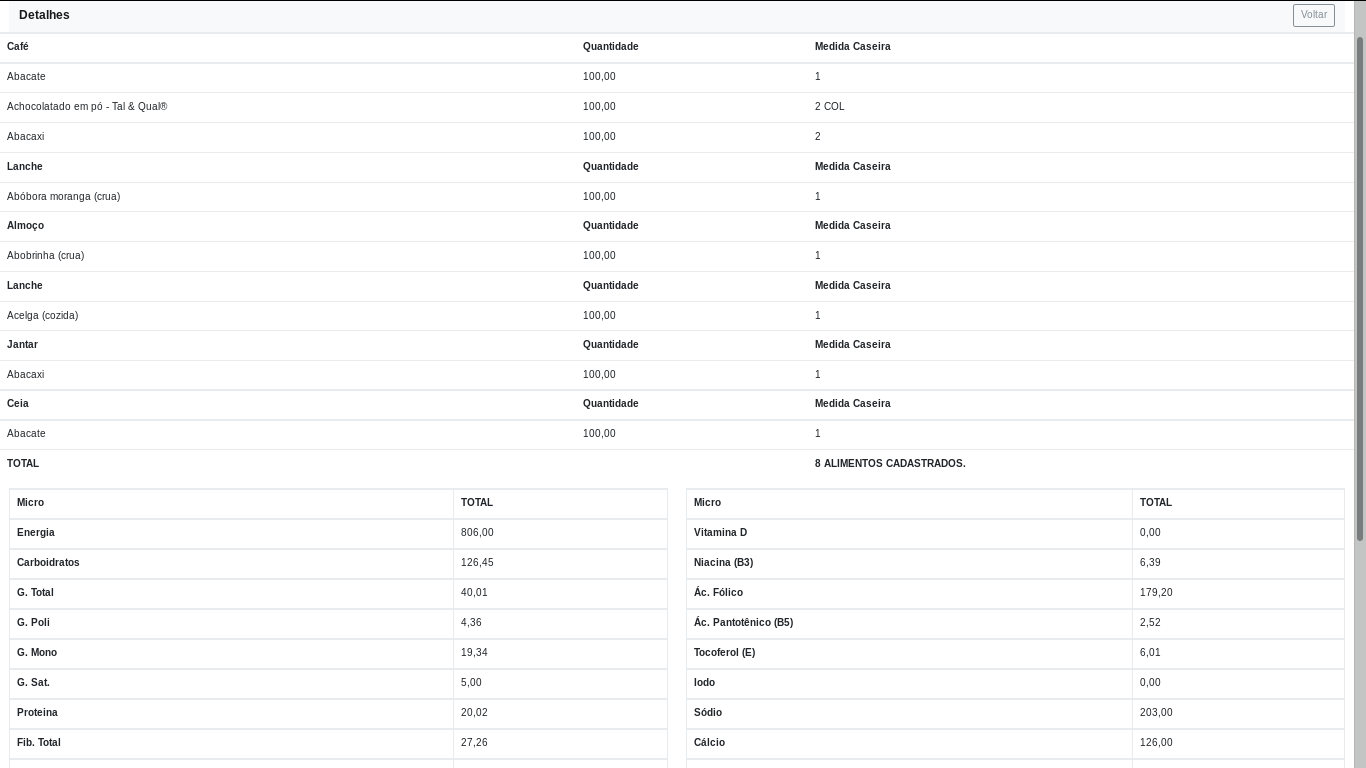 Detalhes Voltar
Café Quantidade Medida Caseira
Abacate 100,00 1
Achocolatado em pó - Tal & Qual® 100,00 2 COL
Abacaxi 100,00 2
Lanche Quantidade Medida Caseira
Abóbora moranga (crua) 100,00 1
Almoço Quantidade Medida Caseira
Abobrinha (crua) 100,00 1
Lanche Quantidade Medida Caseira
Acelga (cozida) 100,00 1
Jantar Quantidade Medida Caseira
Abacaxi 100,00 1
Ceia Quantidade Medida Caseira
Abacate 100,00 1
TOTAL 8 ALIMENTOS CADASTRADOS.
Micro TOTAL
Energia 806,00
Carboidratos 126,45
G. Total 40,01
G. Poli 4,36
G. Mono 19,34
G. Sat. 5,00
Proteina 20,02
Fib. Total 27,26
Micro TOTAL
Vitamina D 0,00
Niacina (B3) 6,39
Ác. Fólico 179,20
Ác. Pantotênico (B5) 2,52
Tocoferol (E) 6,01
Iodo 0,00
Sódio 203,00
Cálcio 126,00